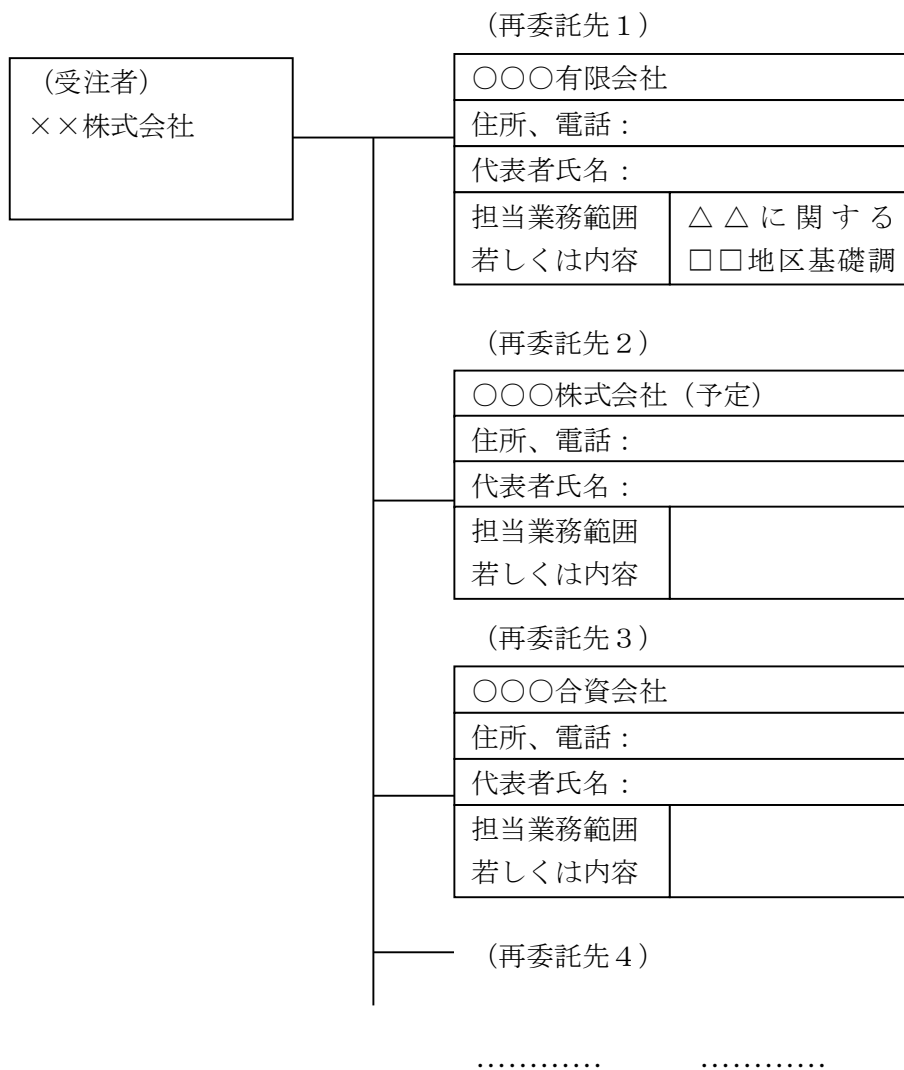 （受注者）
××株式会社
（再委託先１）
○○○有限会社
住所、電話：
代表者氏名：
担当業務範囲
若しくは内容
△△に関する
□□地区基礎調
（再委託先２）
○○○株式会社（予定）
住所、電話：
代表者氏名：
担当業務範囲
若しくは内容
（再委託先３）
○○○合資会社
住所、電話：
代表者氏名：
担当業務範囲
若しくは内容
（再委託先４）
………… …………